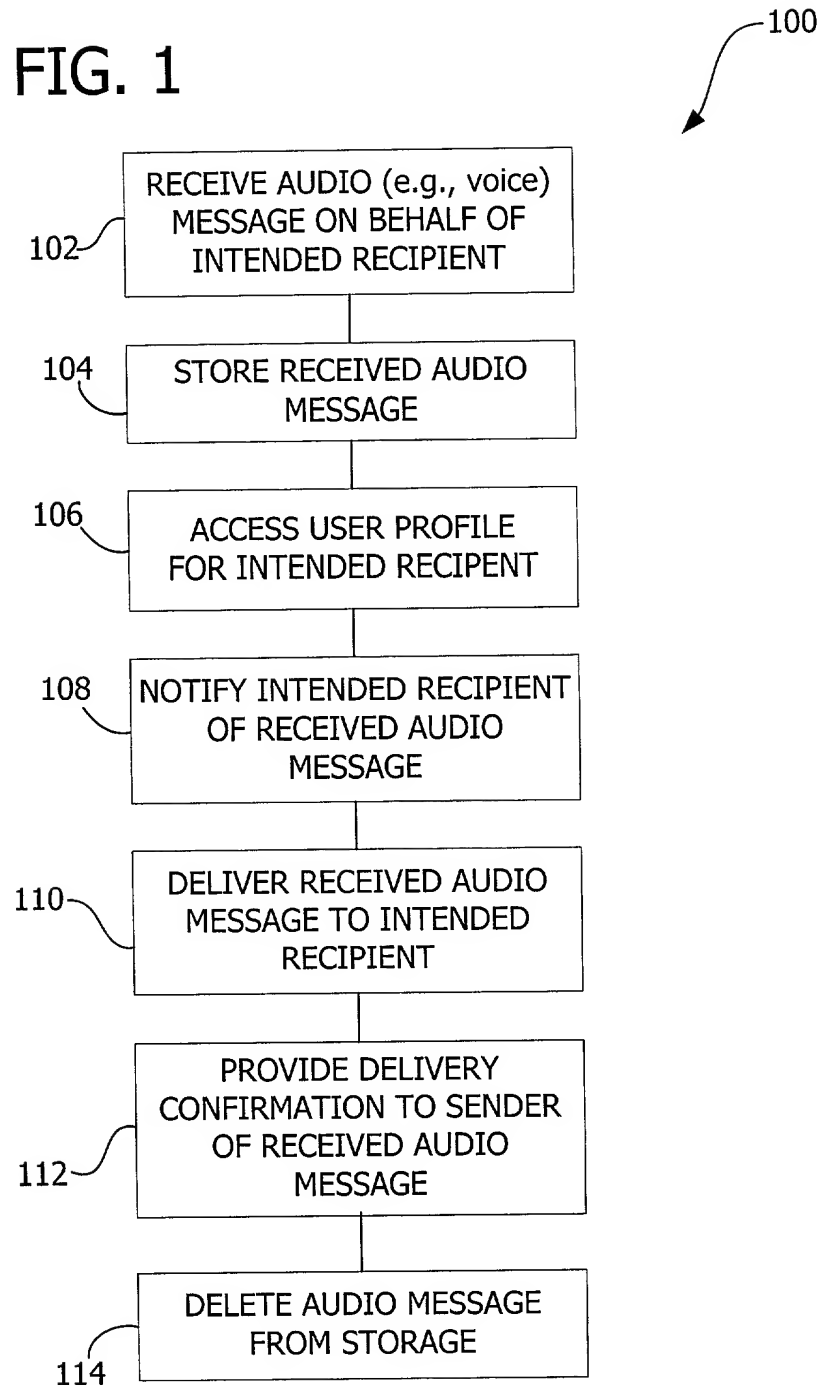 100
FIG. 1
RECEIVE AUDIO (e.g., voice)
MESSAGE ON BEHALF OF
INTENDED RECIPIENT
102
104
STORE RECEIVED AUDIO
MESSAGE
106
ACCESS USER PROFILE
FOR INTENDED RECIPENT
108
NOTIFY INTENDED RECIPIENT
OF RECEIVED AUDIO
MESSAGE
110
DELIVER RECEIVED AUDIO
MESSAGE TO INTENDED
RECIPIENT
PROVIDE DELIVERY
CONFIRMATION TO SENDER
OF RECEIVED AUDIO
MESSAGE
112
DELETE AUDIO MESSAGE
FROM STORAGE
114